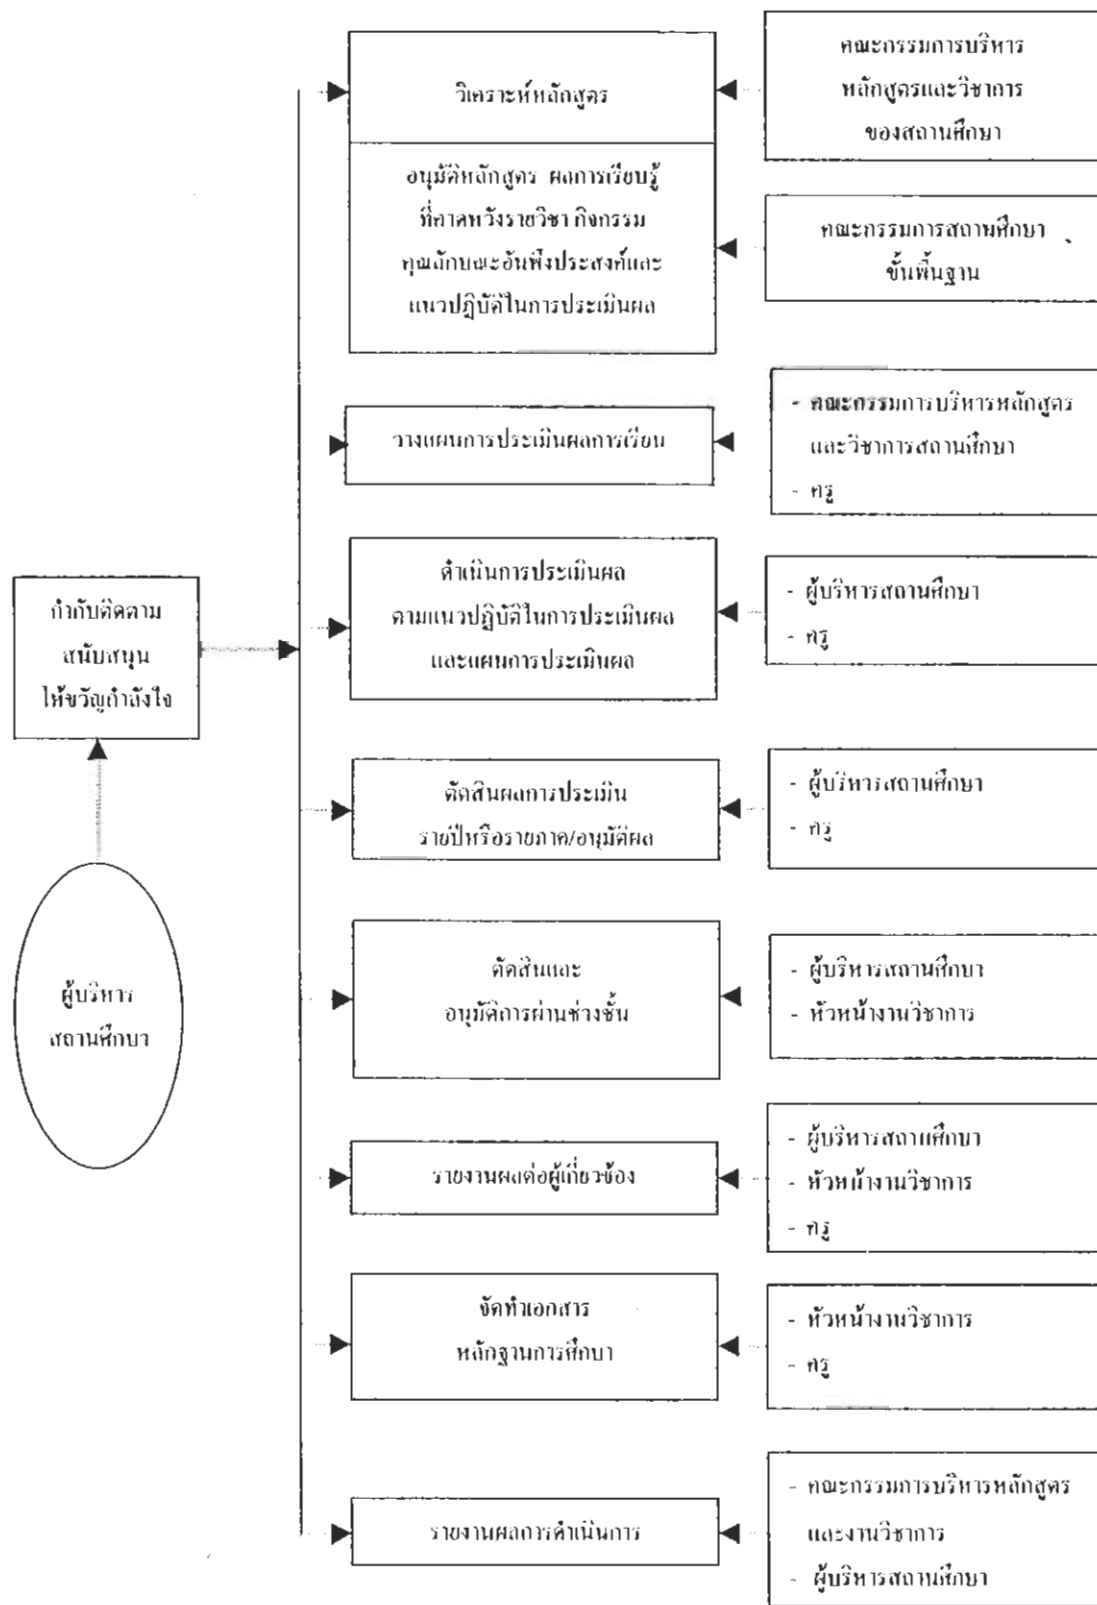 คณะกรรมการบริหาร
หลักสูตรและวิชาการ
ของสถานศึกษา
วิเคราะห์หลักสูตร
อนุมัติหลักสูตร ผลการเรียนรู้
ที่คาดหวังรายวิชา กิจกรรม
คุณลักษณะอันพึงประสงค์และ
แนวปฏิบัติในการประเมินผล
คณะกรรมการสถานศึกษา
ขั้นพื้นฐาน
วางแผนการประเมินผลการเรียน
- คณะกรรมการบริหารหลักสูตร
และวิชาการสถานศึกษา
- ครู
ดำเนินการประเมินผล
ตามแนวปฏิบัติในการประเมินผล
และแผนการประเมินผล
- ผู้บริหารสถานศึกษา
- ครู
กำกับติดตาม
สนับสนุน
ให้ขวัญกำลังใจ
ตัดสินผลการประเมิน
รายปีหรือรายภาค/อนุมัติผล
- ผู้บริหารสถานศึกษา
- ครู
ผู้บริหาร
สถานศึกษา
ตัดสินและ
อนุมัติการผ่านช่วงชั้น
- ผู้บริหารสถานศึกษา
- หัวหน้างานวิชาการ
รายงานผลต่อผู้เกี่ยวข้อง
- ผู้บริหารสถานศึกษา
- หัวหน้างานวิชาการ
- ครู
จัดทำเอกสาร
หลักฐานการศึกษา
- หัวหน้างานวิชาการ
- ครู
รายงานผลการดำเนินการ
- คณะกรรมการบริหารหลักสูตร
และงานวิชาการ
- ผู้บริหารสถานศึกษา